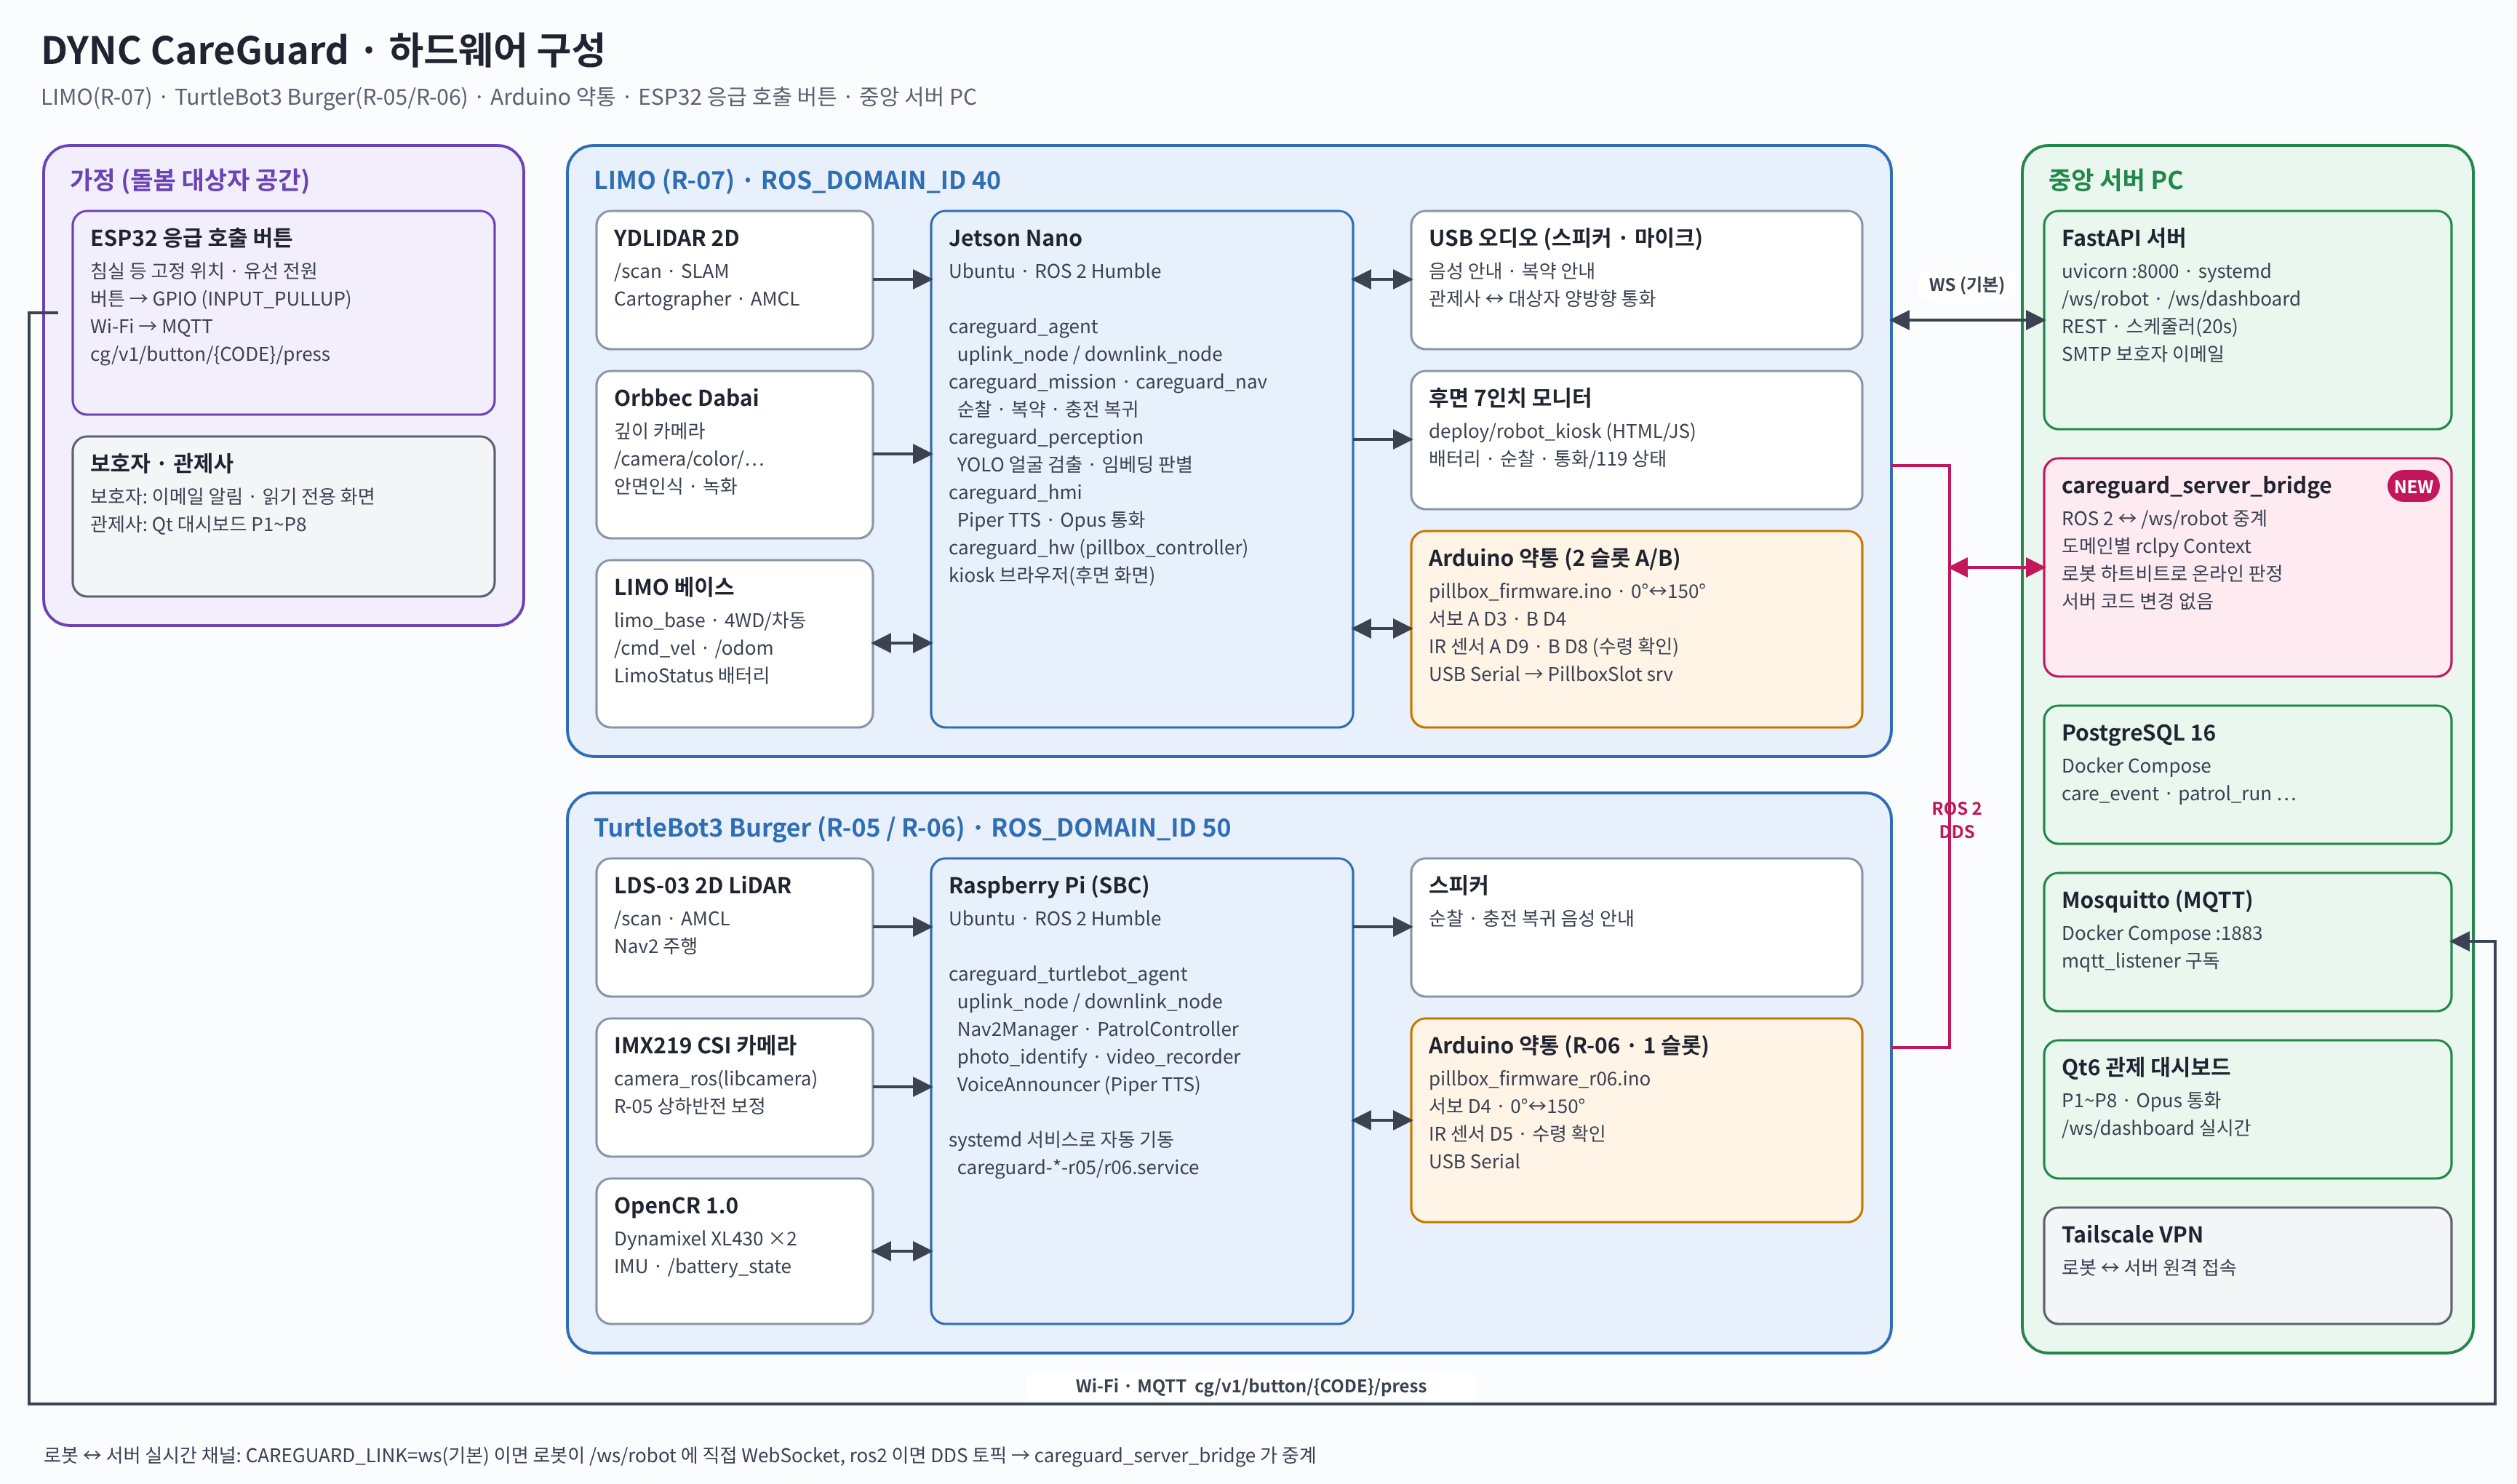 DYNC CareGuard · 하드웨어 구성
LIMO(R-07) · TurtleBot3 Burger(R-05/R-06) · Arduino 약통 · ESP32 응급 호출 버튼 · 중앙 서버 PC
가정 (돌봄 대상자 공간)
ESP32 응급 호출 버튼
침실 등 고정 위치 · 유선 전원
버튼 → GPIO (INPUT_PULLUP)
Wi-Fi → MQTT
cg/v1/button/{CODE}/press
보호자 · 관제사
보호자: 이메일 알림 · 읽기 전용 화면
관제사: Qt 대시보드 P1~P8
LIMO (R-07) · ROS_DOMAIN_ID 40
YDLIDAR 2D
/scan · SLAM
Cartographer · AMCL
Orbbec Dabai
깊이 카메라
/camera/color/…
안면인식 · 녹화
LIMO 베이스
limo_base · 4WD/차동
/cmd_vel · /odom
LimoStatus 배터리
Jetson Nano
Ubuntu · ROS 2 Humble
careguard_agent
uplink_node / downlink_node
careguard_mission · careguard_nav
순찰 · 복약 · 충전 복귀
careguard_perception
YOLO 얼굴 검출 · 임베딩 판별
careguard_hmi
Piper TTS · Opus 통화
careguard_hw (pillbox_controller)
kiosk 브라우저(후면 화면)
USB 오디오 (스피커 · 마이크)
음성 안내 · 복약 안내
관제사 ↔ 대상자 양방향 통화
후면 7인치 모니터
deploy/robot_kiosk (HTML/JS)
배터리 · 순찰 · 통화/119 상태
Arduino 약통 (2 슬롯 A/B)
pillbox_firmware.ino · 0°↔150°
서보 A D3 · B D4
IR 센서 A D9 · B D8 (수령 확인)
USB Serial → PillboxSlot srv
TurtleBot3 Burger (R-05 / R-06) · ROS_DOMAIN_ID 50
LDS-03 2D LiDAR
/scan · AMCL
Nav2 주행
IMX219 CSI 카메라
camera_ros(libcamera)
R-05 상하반전 보정
OpenCR 1.0
Dynamixel XL430 ×2
IMU · /battery_state
Raspberry Pi (SBC)
Ubuntu · ROS 2 Humble
careguard_turtlebot_agent
uplink_node / downlink_node
Nav2Manager · PatrolController
photo_identify · video_recorder
VoiceAnnouncer (Piper TTS)
systemd 서비스로 자동 기동
careguard-*-r05/r06.service
스피커
순찰 · 충전 복귀 음성 안내
Arduino 약통 (R-06 · 1 슬롯)
pillbox_firmware_r06.ino
서보 D4 · 0°↔150°
IR 센서 D5 · 수령 확인
USB Serial
WS (기본)
ROS 2
DDS
중앙 서버 PC
FastAPI 서버
uvicorn :8000 · systemd
/ws/robot · /ws/dashboard
REST · 스케줄러(20s)
SMTP 보호자 이메일
careguard_server_bridge
NEW
ROS 2 ↔ /ws/robot 중계
도메인별 rclpy Context
로봇 하트비트로 온라인 판정
서버 코드 변경 없음
PostgreSQL 16
Docker Compose
care_event · patrol_run …
Mosquitto (MQTT)
Docker Compose :1883
mqtt_listener 구독
Qt6 관제 대시보드
P1~P8 · Opus 통화
/ws/dashboard 실시간
Tailscale VPN
로봇 ↔ 서버 원격 접속
Wi-Fi · MQTT cg/v1/button/{CODE}/press
로봇 ↔ 서버 실시간 채널: CAREGUARD_LINK=ws(기본) 이면 로봇이 /ws/robot 에 직접 WebSocket, ros2 이면 DDS 토픽 → careguard_server_bridge 가 중계